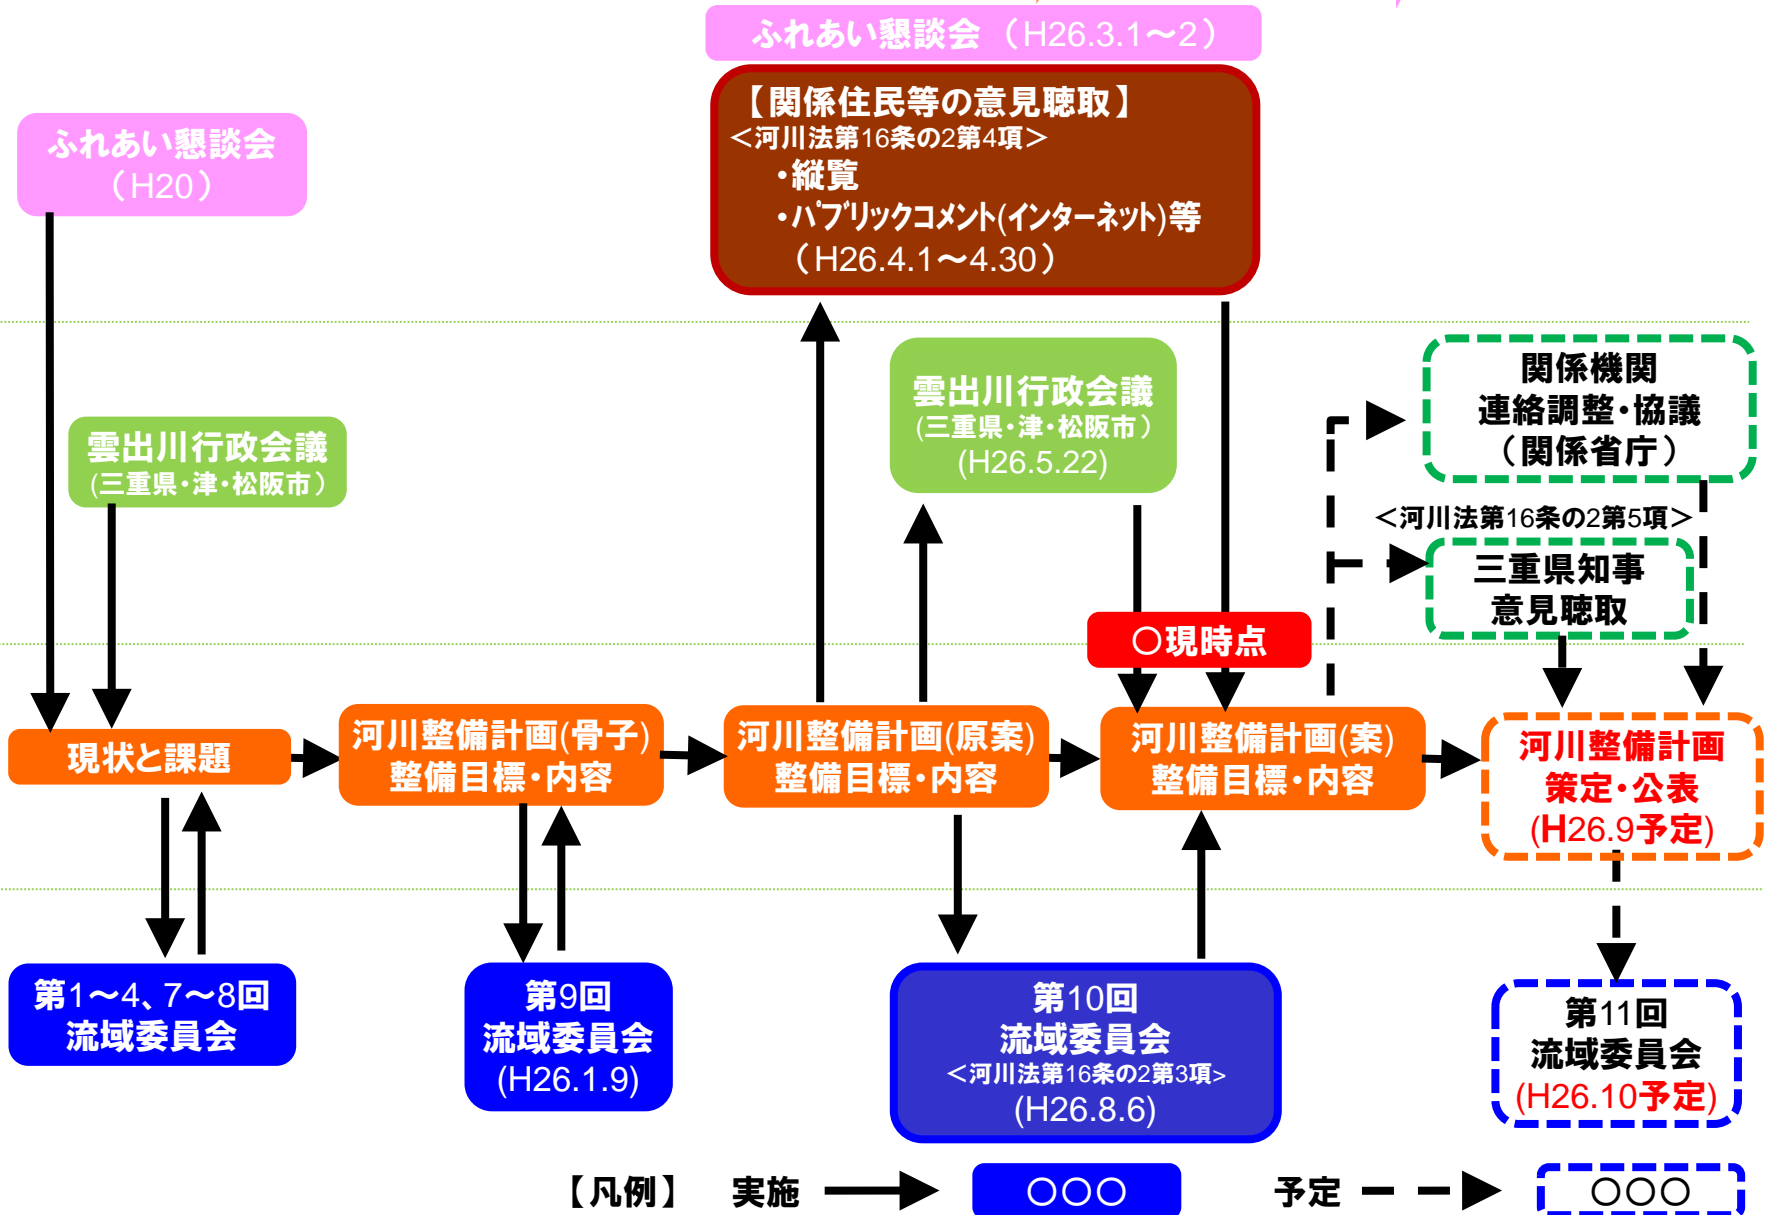 ふれあい懇談会（H26.3.1～2）
【関係住民等の意見聴取】
＜河川法第16条の2第4項＞
・縦覧
・ﾊﾟﾌﾞﾘｯｸｺﾒﾝﾄ(インターネット)等
（H26.4.1～4.30）
ふれあい懇談会
（H20）
雲出川行政会議
(三重県・津・松阪市）
雲出川行政会議
(三重県・津・松阪市）
(H26.5.22)
関係機関
連絡調整・協議
（関係省庁）
＜河川法第16条の2第5項＞
三重県知事
意見聴取
〇現時点
現状と課題
河川整備計画(骨子)
整備目標・内容
河川整備計画(原案)
整備目標・内容
河川整備計画(案)
整備目標・内容
河川整備計画
策定・公表
(H26.9予定)
第1～4、7～8回
流域委員会
第9回
流域委員会
(H26.1.9)
第10回
流域委員会
＜河川法第16条の2第3項>
(H26.8.6)
第11回
流域委員会
(H26.10予定)
【凡例】 実施 〇〇〇 予定 〇〇〇